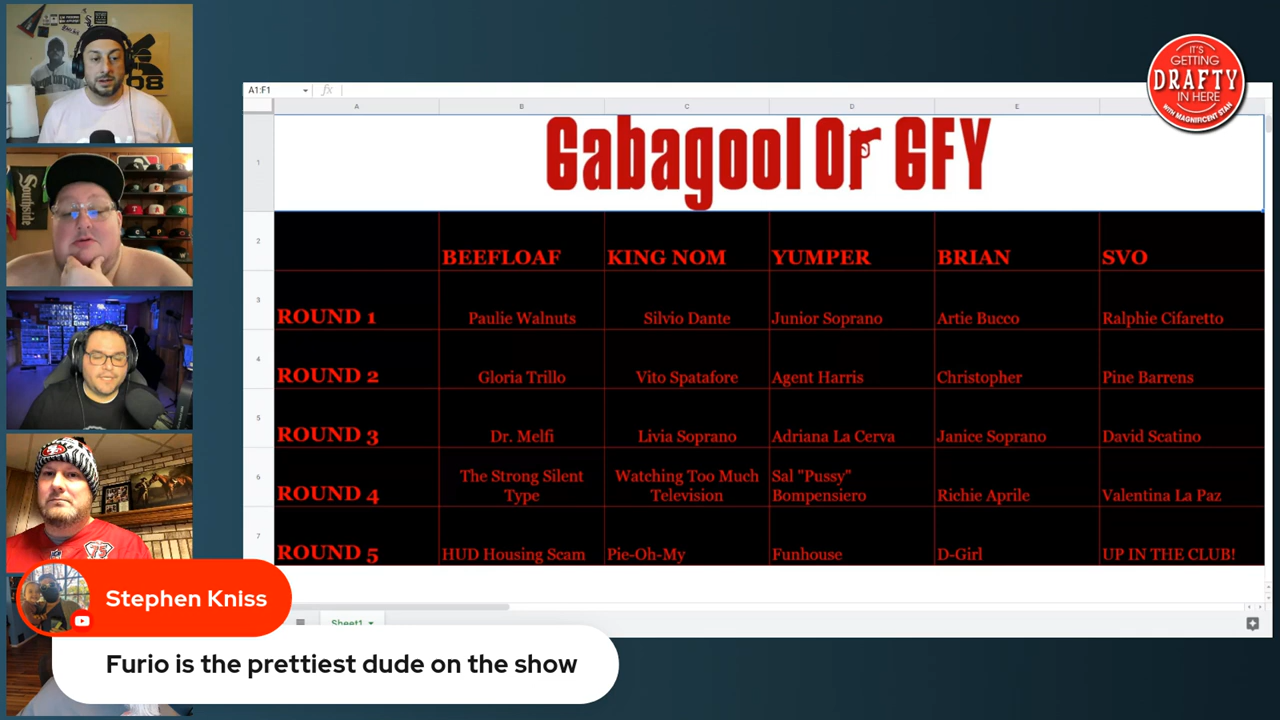 IT'S
GETTING
DRAFTY
IN HERE
WITH MAGNIFICENT STAN
A1:F1
fx
A B C D E
1
Gabagool Or GFY
2
BEEFLOAF KING NOM YUMPER BRIAN SVO
3
ROUND 1 Paulie Walnuts Silvio Dante Junior Soprano Artie Bucco Ralphie Cifaretto
4
ROUND 2 Gloria Trillo Vito Spatafore Agent Harris Christopher Pine Barrens
5
ROUND 3 Dr. Melfi Livia Soprano Adriana La Cerva Janice Soprano David Scatino
6
The Strong Silent Watching Too Much Sal "Pussy"
ROUND 4 Type Television Bompensiero Richie Aprile Valentina La Paz
7
ROUND 5 HUD Housing Scam Pie-Oh-My Funhouse D-Girl UP IN THE CLUB!
Sheet1
Southside
08
75
Stephen Kniss
Furio is the prettiest dude on the show